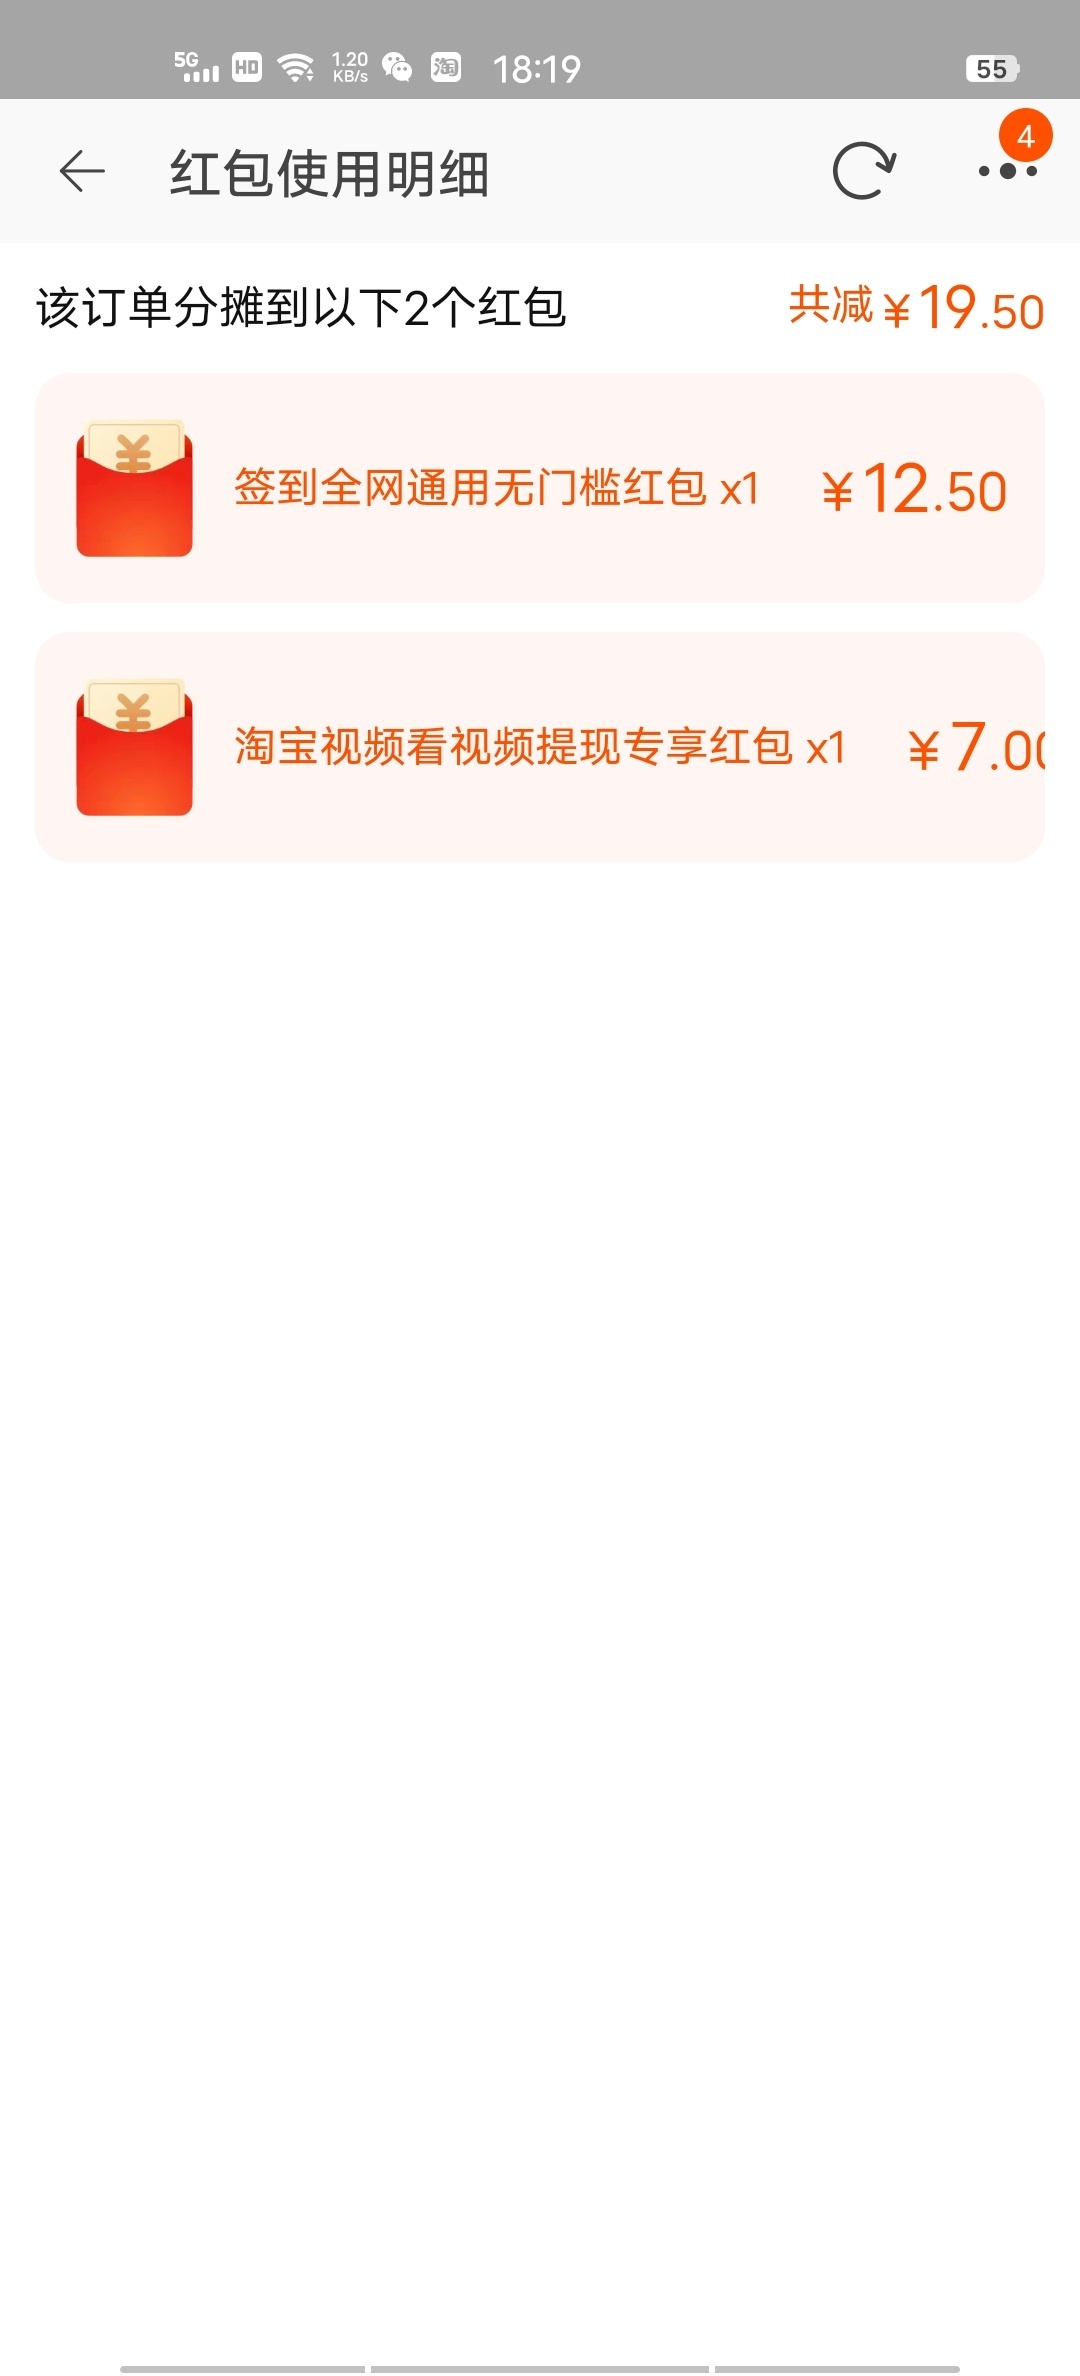 5G HD 1.20 KB/s 淘 18:19 55
4
红包使用明细
该订单分摊到以下2个红包 共减¥19.50
签到全网通用无门槛红包 x1 ¥12.50
淘宝视频看视频提现专享红包 x1 ¥7.00